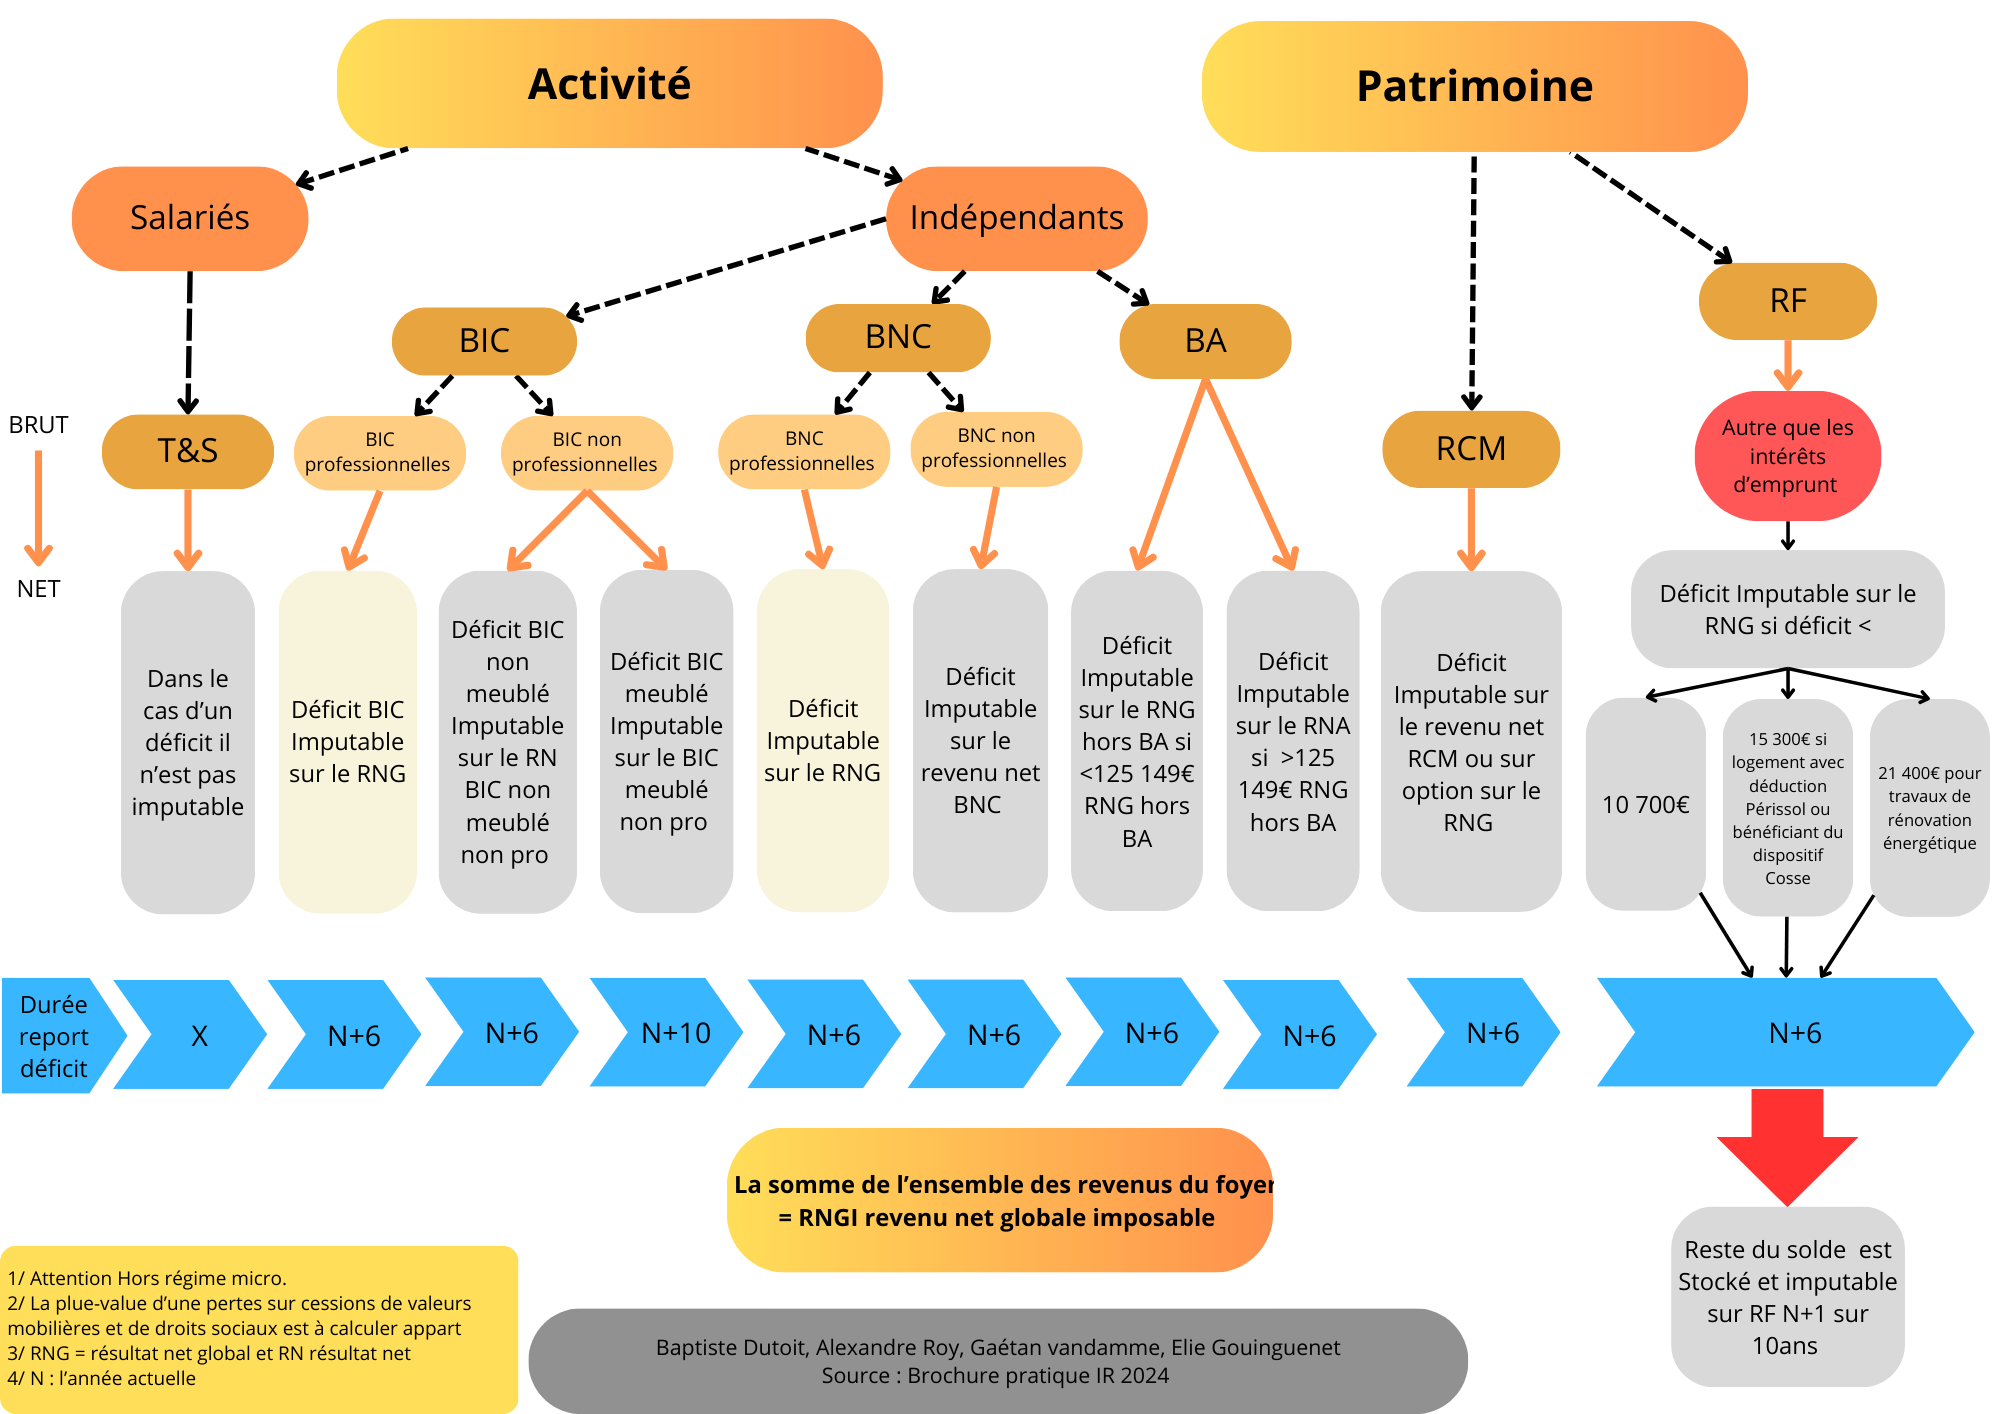 Activité
Patrimoine
Salariés
Indépendants
BIC
BNC
BA
RF
BRUT
NET
T&S
BIC
professionnelles
BIC non
professionnelles
BNC
professionnelles
BNC non
professionnelles
RCM
Autre que les
intérêts
d’emprunt
Dans le
cas d’un
déficit il
n’est pas
imputable
Déficit BIC
Imputable
sur le RNG
Déficit BIC
non
meublé
Imputable
sur le RN
BIC non
meublé
non pro
Déficit BIC
meublé
Imputable
sur le BIC
meublé
non pro
Déficit
Imputable
sur le RNG
Déficit
Imputable
sur le
revenu net
BNC
Déficit
Imputable
sur le RNG
hors BA si
<125 149€
RNG hors
BA
Déficit
Imputable
sur le RNA
si  >125
149€ RNG
hors BA
Déficit
Imputable sur
le revenu net
RCM ou sur
option sur le
RNG
Déficit Imputable sur le
RNG si déficit <
10 700€
15 300€ si
logement avec
déduction
Périssol ou
bénéficiant du
dispositif
Cosse
21 400€ pour
travaux de
rénovation
énergétique
Durée
report
déficit
X
N+6
N+6
N+10
N+6
N+6
N+6
N+6
N+6
N+6
La somme de l’ensemble des revenus du foyer
= RNGI revenu net globale imposable
Reste du solde  est
Stocké et imputable
sur RF N+1 sur
10ans
1/ Attention Hors régime micro.
2/ La plue-value d’une pertes sur cessions de valeurs
mobilières et de droits sociaux est à calculer appart
3/ RNG = résultat net global et RN résultat net
4/ N : l’année actuelle
Baptiste Dutoit, Alexandre Roy, Gaétan vandamme, Elie Gouinguenet
Source : Brochure pratique IR 2024